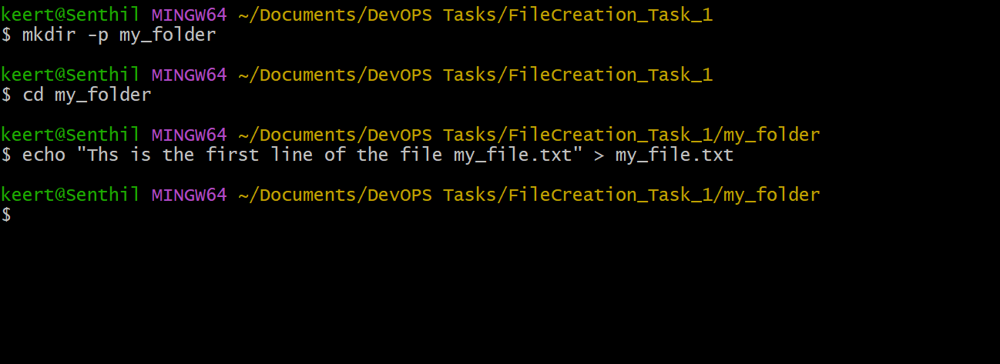 keert@Senthil MINGW64 ~/Documents/DevOPS Tasks/FileCreation_Task_1
$ mkdir -p my_folder
keert@Senthil MINGW64 ~/Documents/DevOPS Tasks/FileCreation_Task_1
$ cd my_folder
keert@Senthil MINGW64 ~/Documents/DevOPS Tasks/FileCreation_Task_1/my_folder
$ echo "Ths is the first line of the file my_file.txt" > my_file.txt
keert@Senthil MINGW64 ~/Documents/DevOPS Tasks/FileCreation_Task_1/my_folder
$